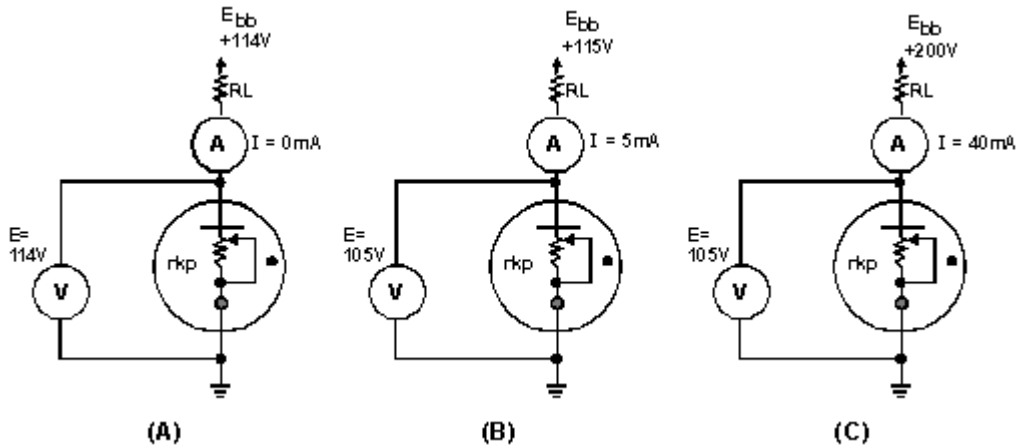 Ebb
+114V
RL
A
I = 0mA
E=
114V
rkp
V
(A)
Ebb
+115V
RL
A
I = 5mA
E=
105V
rkp
V
(B)
Ebb
+200V
RL
A
I = 40mA
E=
105V
rkp
V
(C)